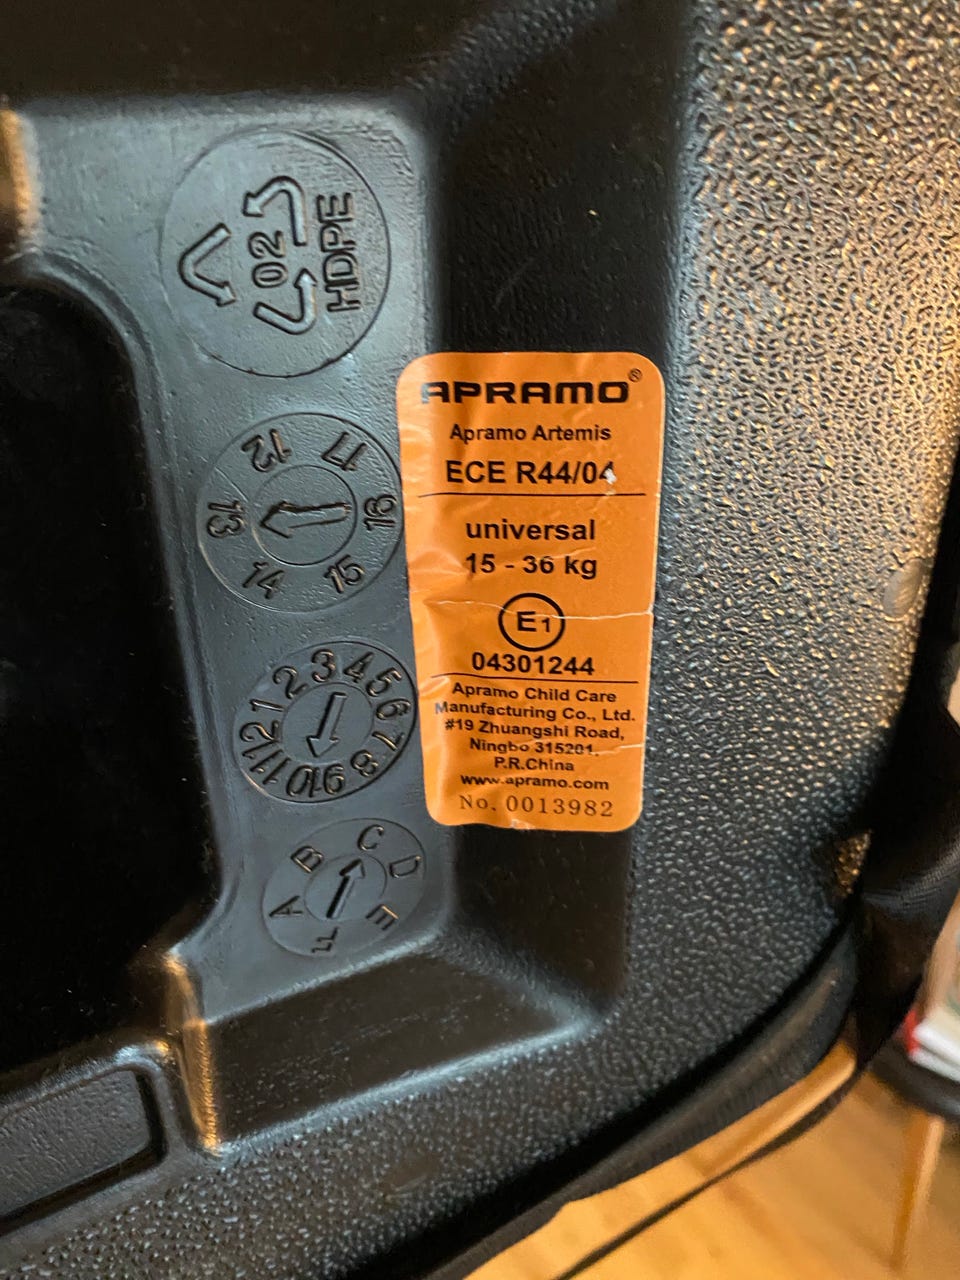 02
HDPE
12
13
14
15
16
17
1
2
3
4
5
6
7
8
9
10
11
12
A
B
C
D
E
F
APRAMO®
Apramo Artemis
ECE R44/04
universal
15 - 36 kg
E1
04301244
Apramo Child Care
Manufacturing Co., Ltd.
#19 Zhuangshi Road,
Ningbo 315201,
P.R.China
www.apramo.com
No. 0013982